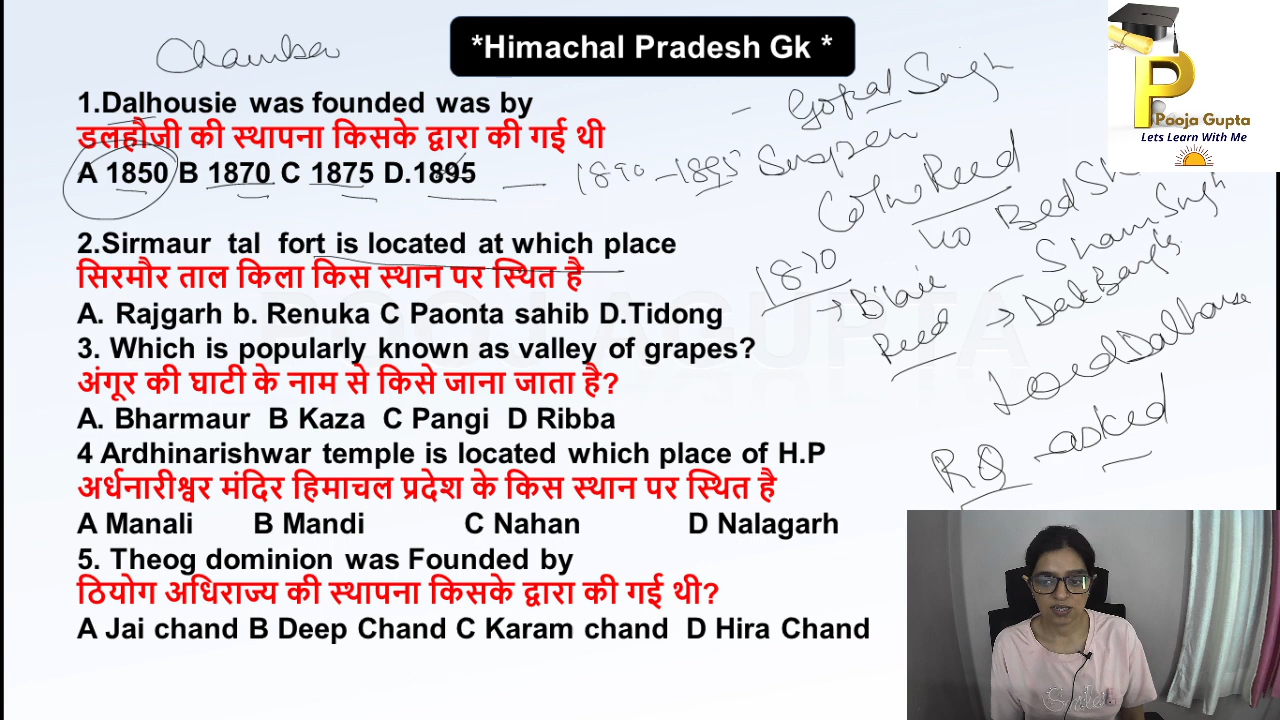 *Himachal Pradesh Gk *
Pooja Gupta
Lets Learn With Me
1.Dalhousie was founded was by
डलहौजी की स्थापना किसके द्वारा की गई थी
A 1850 B 1870 C 1875 D.1895
2.Sirmaur tal fort is located at which place
सिरमौर ताल किला किस स्थान पर स्थित है
A. Rajgarh b. Renuka C Paonta sahib D.Tidong
3. Which is popularly known as valley of grapes?
अंगूर की घाटी के नाम से किसे जाना जाता है?
A. Bharmaur B Kaza C Pangi D Ribba
4 Ardhinarishwar temple is located which place of H.P
अर्धनारीश्वर मंदिर हिमाचल प्रदेश के किस स्थान पर स्थित है
A Manali B Mandi C Nahan D Nalagarh
5. Theog dominion was Founded by
ठियोग अधिराज्य की स्थापना किसके द्वारा की गई थी?
A Jai chand B Deep Chand C Karam chand D Hira Chand
Gopal Singh
1890 - 1895
Reed
Sham Singh
1870
Blair
Reed
Dak
Lord Dalhousie
RQ asked